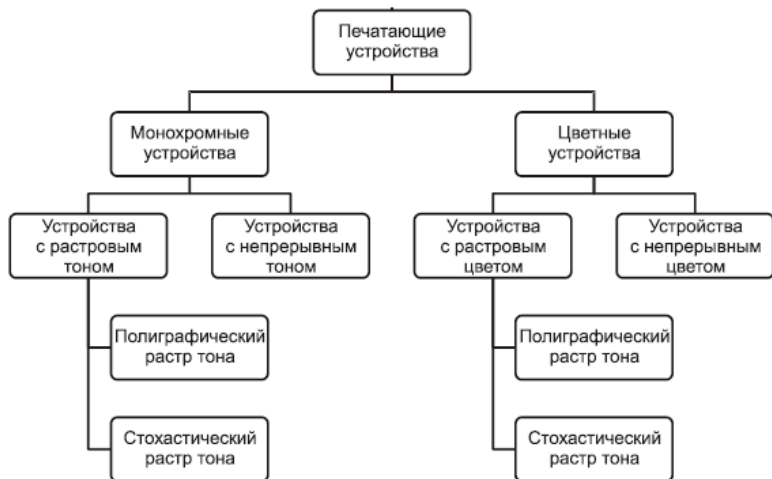 Печатающие
устройства
Монохромные
устройства
Цветные
устройства
Устройства
с растровым
тоном
Устройства
с непрерывным
тоном
Устройства
с растровым
цветом
Устройства
с непрерывным
цветом
Полиграфический
растр тона
Полиграфический
растр тона
Стохастический
растр тона
Стохастический
растр тона